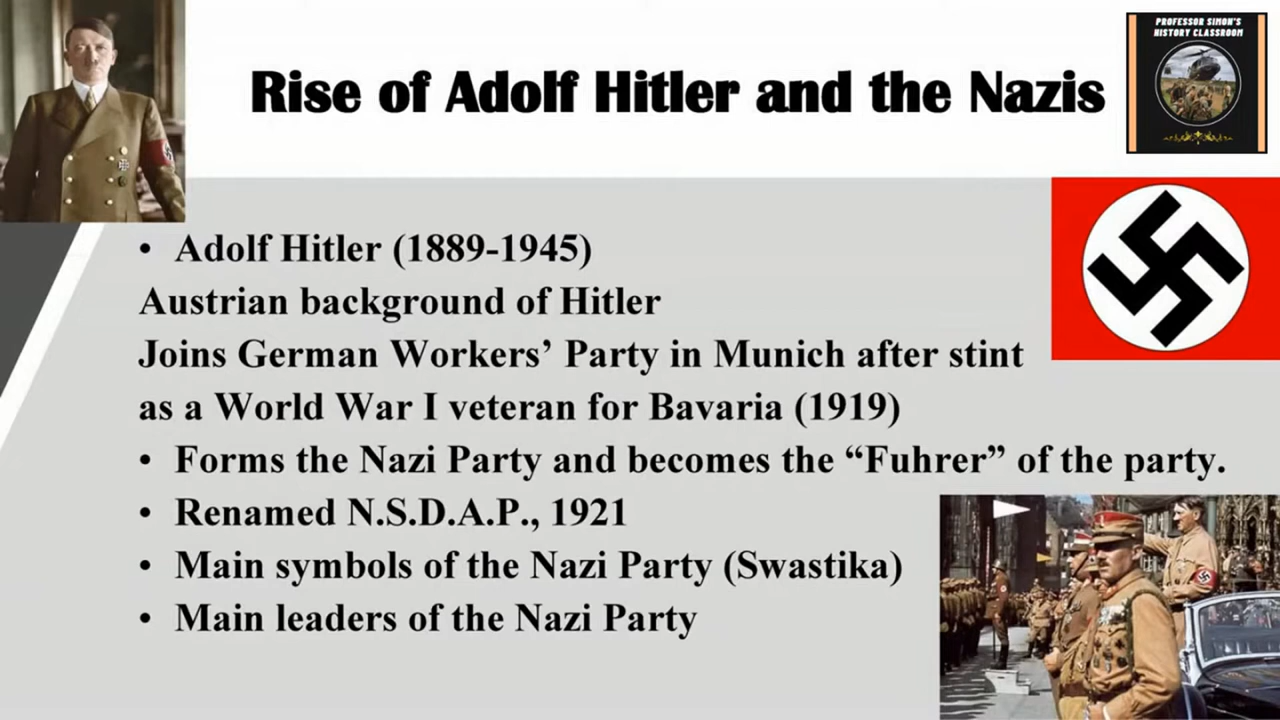 PROFESSOR SIMON'S
HISTORY CLASSROOM
Rise of Adolf Hitler and the Nazis
• Adolf Hitler (1889-1945)
Austrian background of Hitler
Joins German Workers’ Party in Munich after stint
as a World War I veteran for Bavaria (1919)
• Forms the Nazi Party and becomes the “Fuhrer” of the party.
• Renamed N.S.D.A.P., 1921
• Main symbols of the Nazi Party (Swastika)
• Main leaders of the Nazi Party